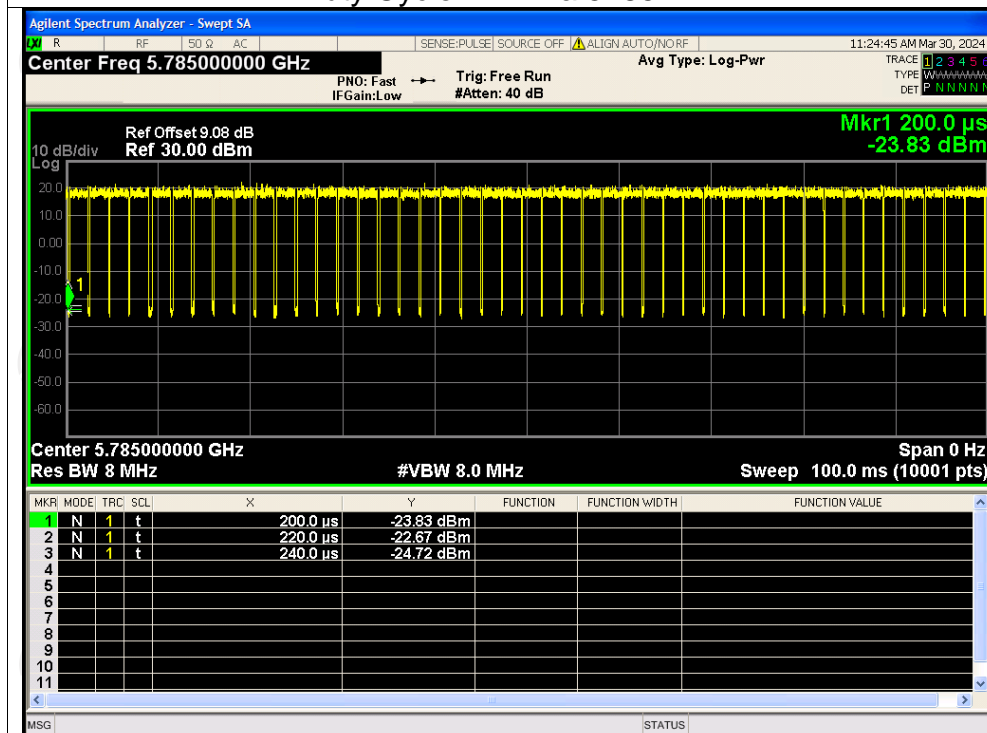 Agilent Spectrum Analyzer - Swept SA
LXI R RF 50 Ω AC SENSE:PULSE SOURCE OFF ALIGN AUTO/NORF 11:24:45 AM Mar 30, 2024
Center Freq 5.785000000 GHz Avg Type: Log-Pwr TRACE 1 2 3 4 5 6
PNO: Fast Trig: Free Run TYPE
IFGain:Low #Atten: 40 dB DET P N N N N N
Mkr1 200.0 µs
Ref Offset 9.08 dB
10 dB/div Ref 30.00 dBm -23.83 dBm
Log
20.0
10.0
0.00
-10.0
1
-20.0
-30.0
-40.0
-50.0
-60.0
Center 5.785000000 GHz Span 0 Hz
Res BW 8 MHz #VBW 8.0 MHz Sweep 100.0 ms (10001 pts)
MKR MODE TRC SCL X Y FUNCTION FUNCTION WIDTH FUNCTION VALUE
1 N 1 t 200.0 µs -23.83 dBm
2 N 1 t 220.0 µs -22.67 dBm
3 N 1 t 240.0 µs -24.72 dBm
4
5
6
7
8
9
10
11
MSG STATUS